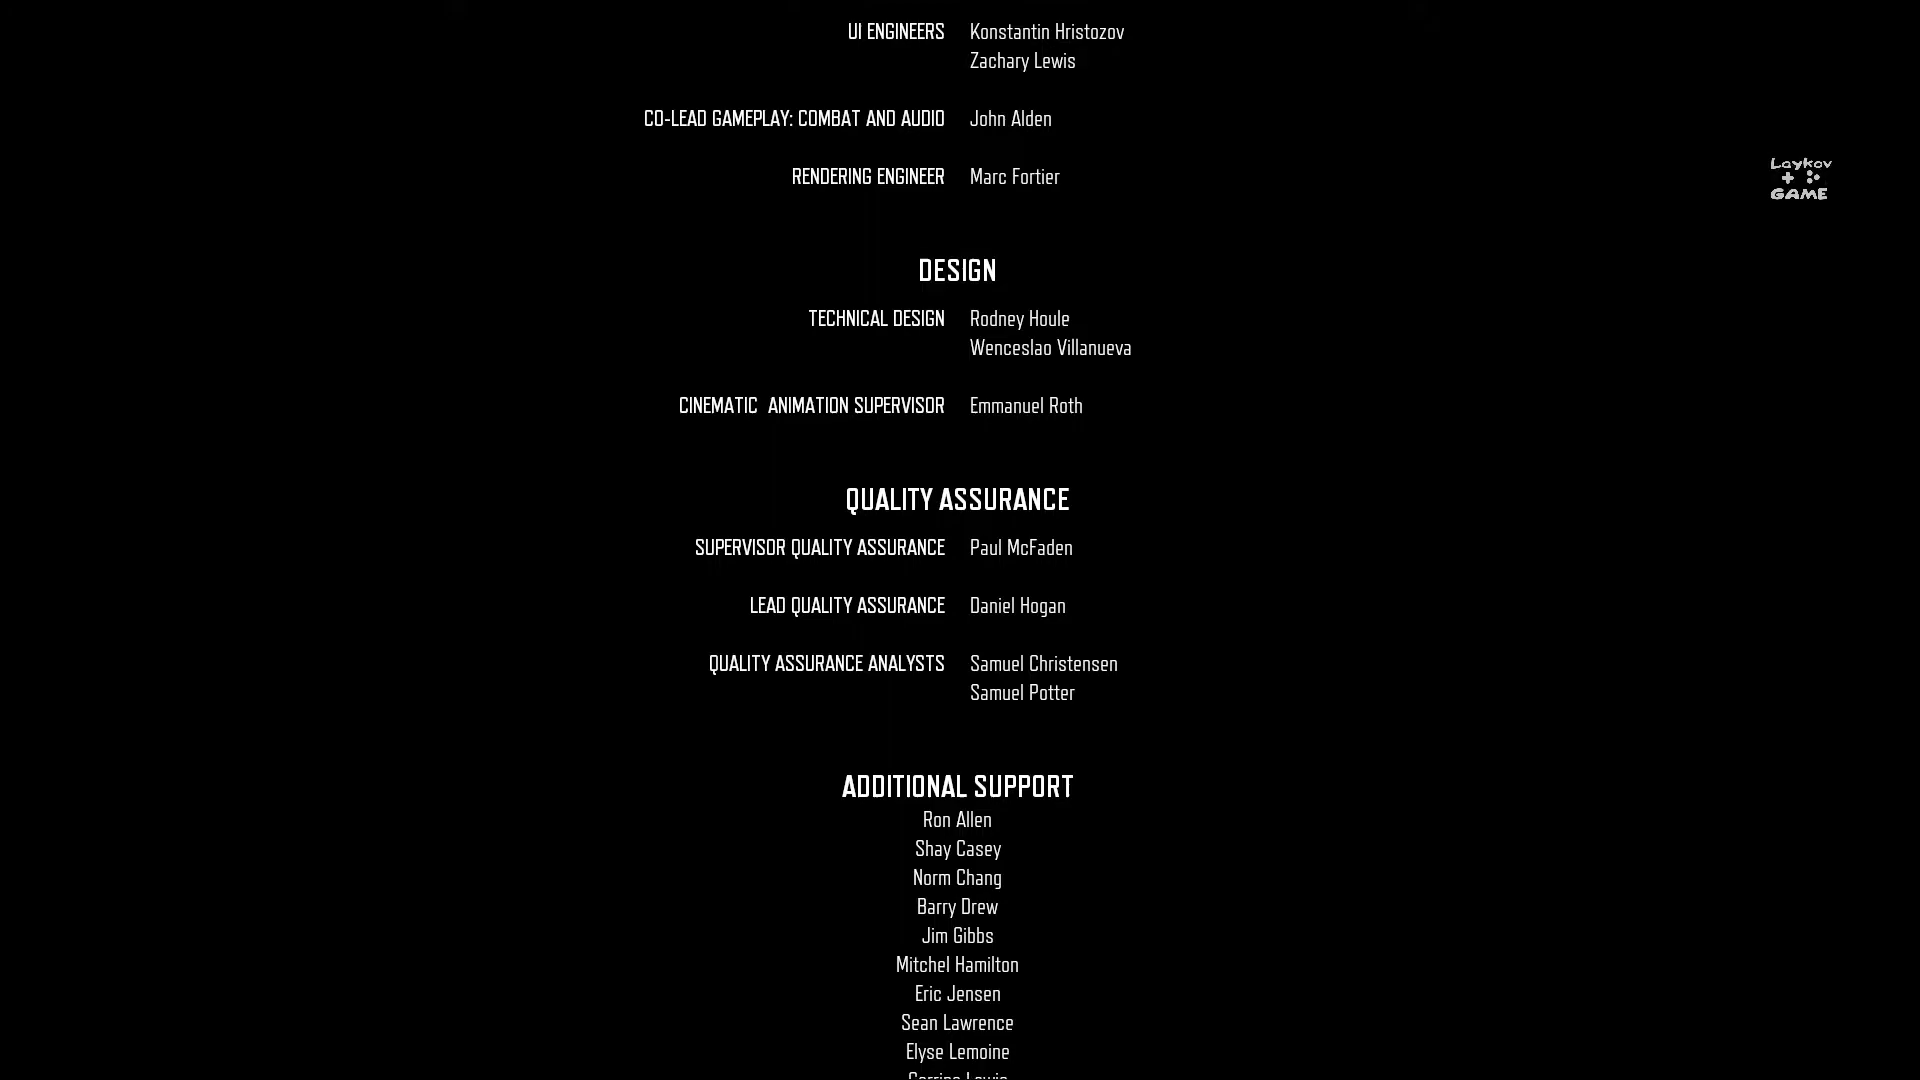 UI ENGINEERS Konstantin Hristozov
Zachary Lewis
CO-LEAD GAMEPLAY: COMBAT AND AUDIO John Alden
RENDERING ENGINEER Marc Fortier
Laykov
GAME
DESIGN
TECHNICAL DESIGN Rodney Houle
Wenceslao Villanueva
CINEMATIC  ANIMATION SUPERVISOR Emmanuel Roth
QUALITY ASSURANCE
SUPERVISOR QUALITY ASSURANCE Paul McFaden
LEAD QUALITY ASSURANCE Daniel Hogan
QUALITY ASSURANCE ANALYSTS Samuel Christensen
Samuel Potter
ADDITIONAL SUPPORT
Ron Allen
Shay Casey
Norm Chang
Barry Drew
Jim Gibbs
Mitchel Hamilton
Eric Jensen
Sean Lawrence
Elyse Lemoine